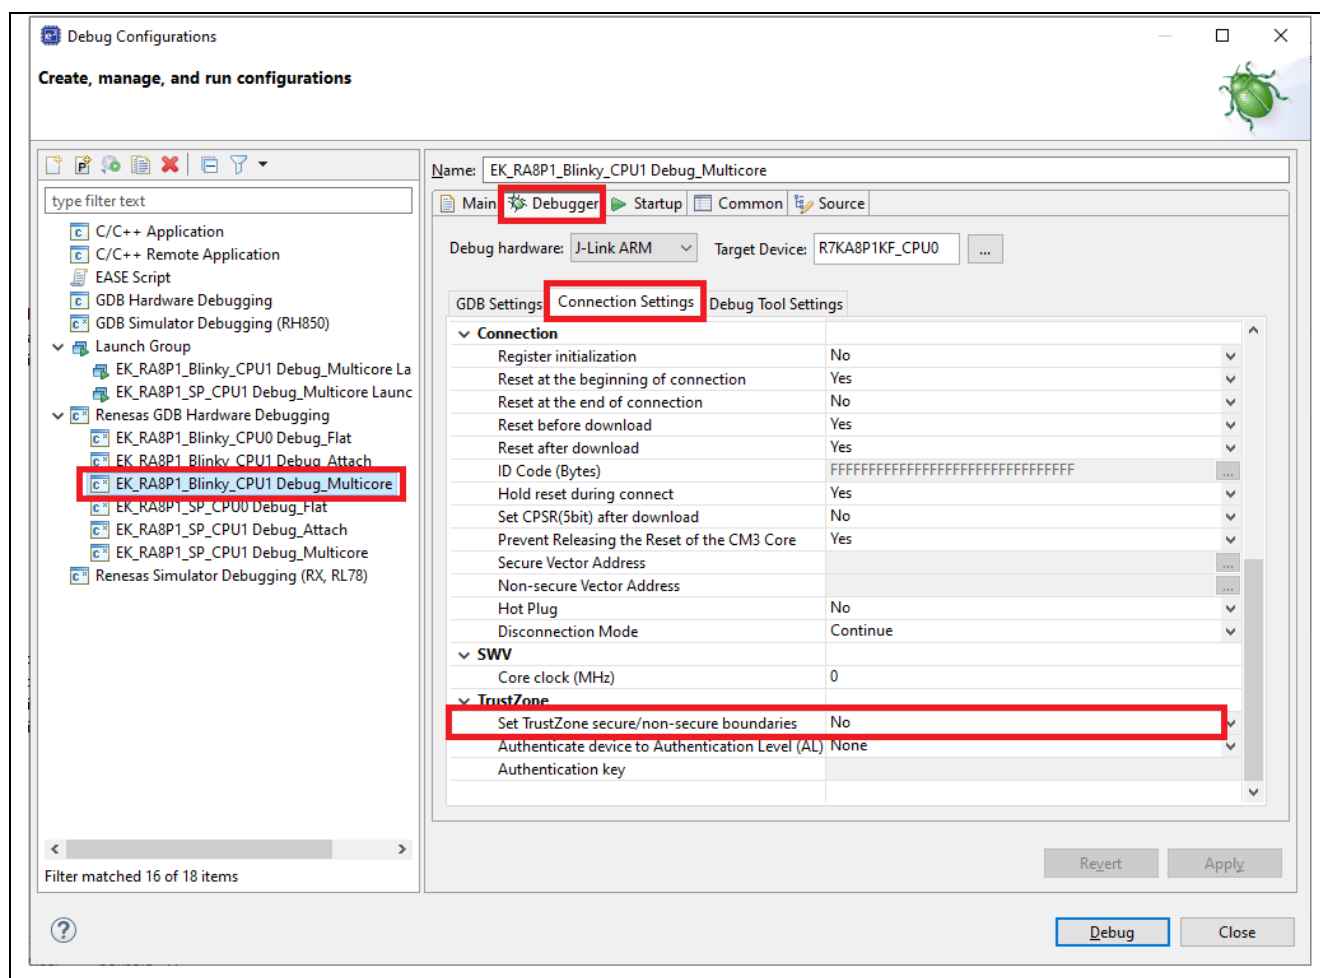 Debug Configurations
Create, manage, and run configurations
type filter text
C/C++ Application
C/C++ Remote Application
EASE Script
GDB Hardware Debugging
GDB Simulator Debugging (RH850)
Launch Group
EK_RA8P1_Blinky_CPU1 Debug_Multicore La
EK_RA8P1_SP_CPU1 Debug_Multicore Launc
Renesas GDB Hardware Debugging
EK_RA8P1_Blinky_CPU0 Debug_Flat
EK_RA8P1_Blinky_CPU1 Debug_Attach
EK_RA8P1_Blinky_CPU1 Debug_Multicore
EK_RA8P1_SP_CPU0 Debug_Flat
EK_RA8P1_SP_CPU1 Debug_Attach
EK_RA8P1_SP_CPU1 Debug_Multicore
Renesas Simulator Debugging (RX, RL78)
Filter matched 16 of 18 items
Name: EK_RA8P1_Blinky_CPU1 Debug_Multicore
Main Debugger Startup Common Source
Debug hardware: J-Link ARM Target Device: R7KA8P1KF_CPU0 ...
GDB Settings Connection Settings Debug Tool Settings
Connection
Register initialization No
Reset at the beginning of connection Yes
Reset at the end of connection No
Reset before download Yes
Reset after download Yes
ID Code (Bytes) FFFFFFFFFFFFFFFFFFFFFFFFFFFFFFFF ...
Hold reset during connect Yes
Set CPSR(5bit) after download No
Prevent Releasing the Reset of the CM3 Core Yes
Secure Vector Address ...
Non-secure Vector Address ...
Hot Plug No
Disconnection Mode Continue
SWV
Core clock (MHz) 0
TrustZone
Set TrustZone secure/non-secure boundaries No
Authenticate device to Authentication Level (AL) None
Authentication key
Revert Apply
Debug Close